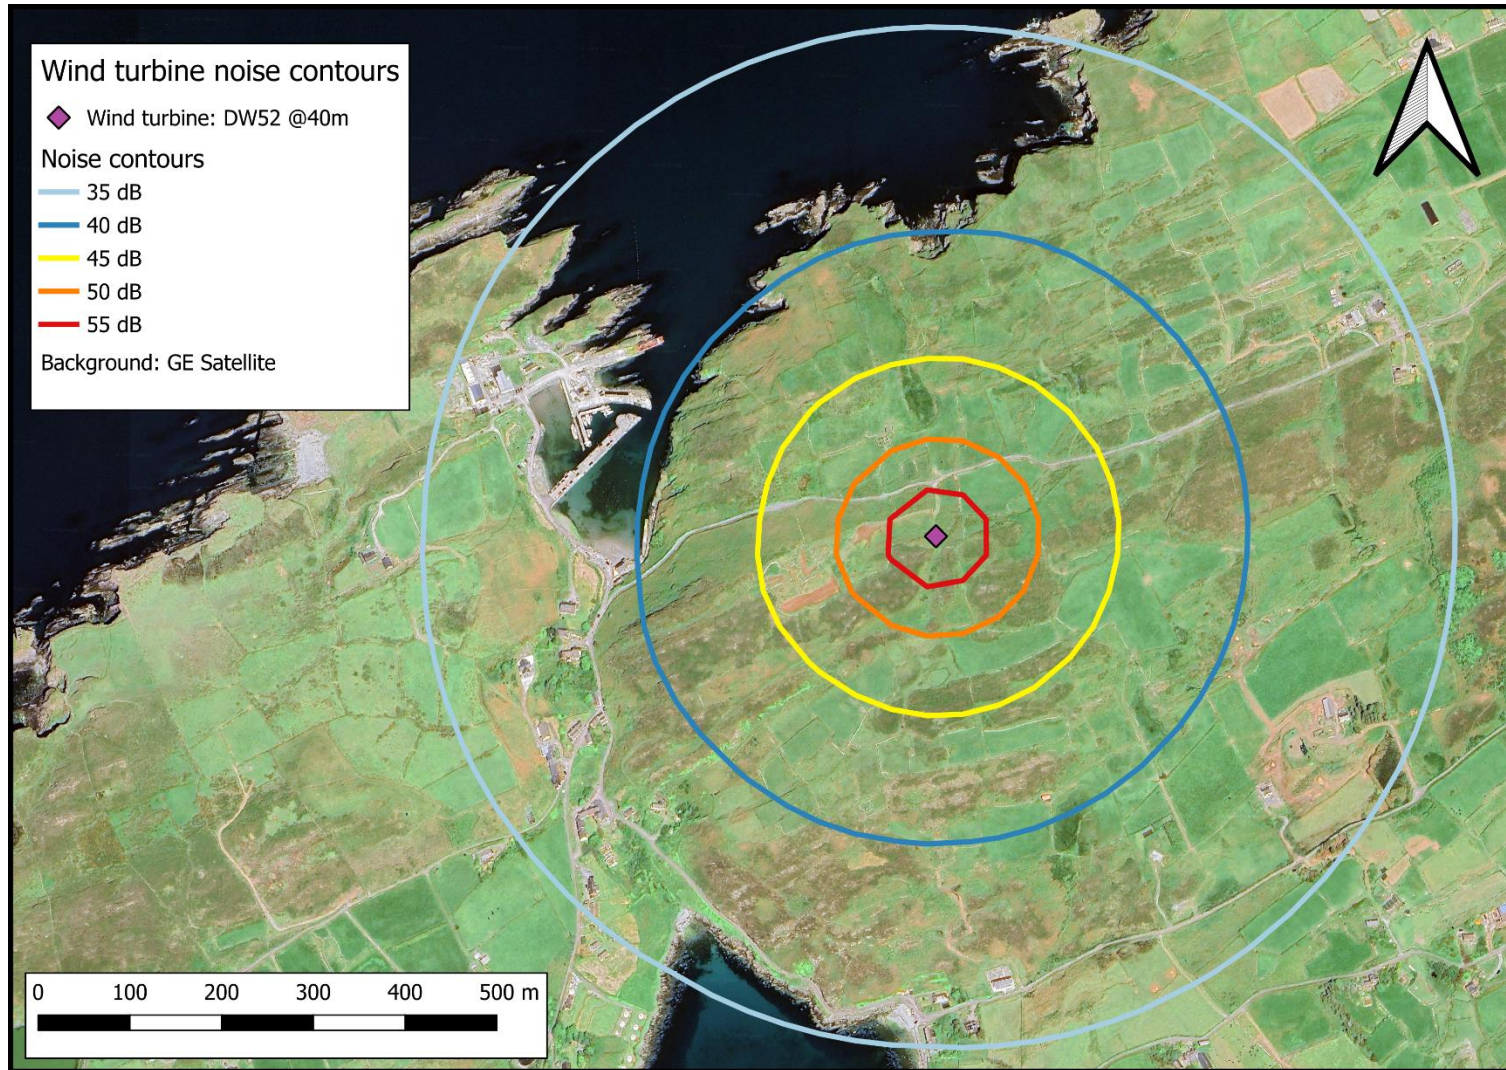 Wind turbine noise contours
Wind turbine: DW52 @40m
Noise contours
35 dB
40 dB
45 dB
50 dB
55 dB
Background: GE Satellite
0 100 200 300 400 500 m